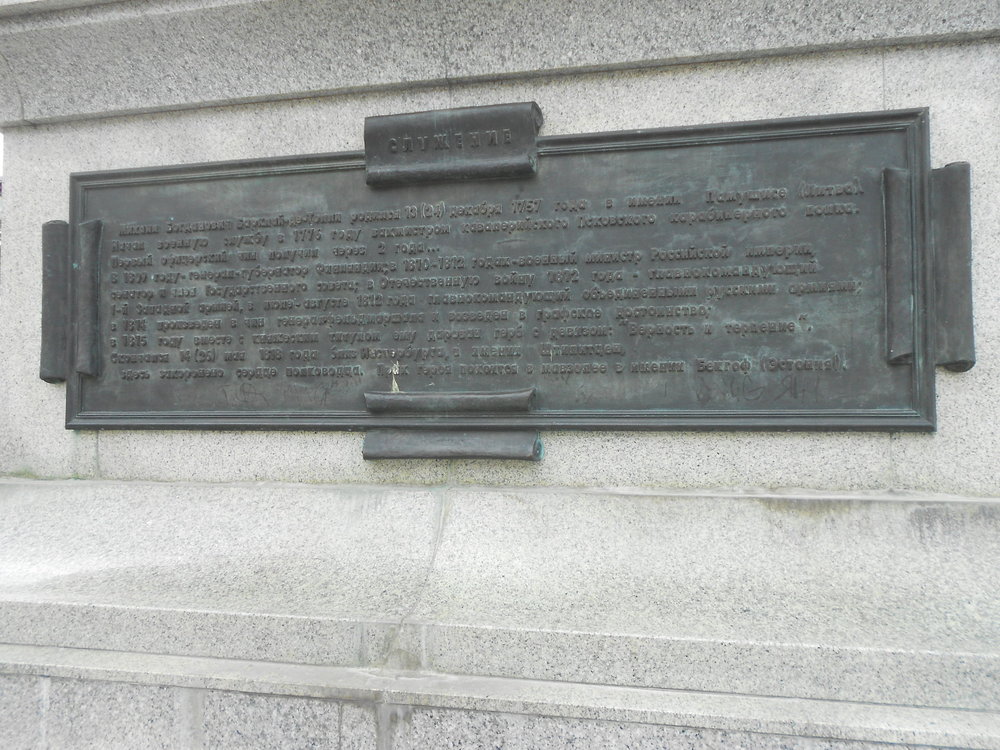 СЛУЖЕНИЕ
Михаил Богданович Барклай-де-Толли родился 13 (24) декабря 1757 года в имении Памушисе (Литва).
Начал военную службу в 1776 году вахмистром кавалерийского Псковского карабинерного полка.
Первый офицерский чин получил через 2 года...
В 1809 году-генерал-губернатор Финляндии; в 1810-1812 годах-военный министр Российской империи,
сенатор и член Государственного совета; в Отечественную войну 1812 года - главнокомандующий
1-й Западной армией, в июле-августе 1812 года - главнокомандующий объединенными русскими армиями;
в 1814 произведен в чин генерал-фельдмаршала и возведен в графское достоинство;
в 1815 году вместе с княжеским титулом ему дарован герб с девизом: "Верность и терпение".
Скончался 14 (26) мая 1818 года близ Инстербурга, в имении Штилитцен.
Здесь захоронено сердце полководца. Прах героя покоится в мавзолее в имении Бекгоф (Эстония).